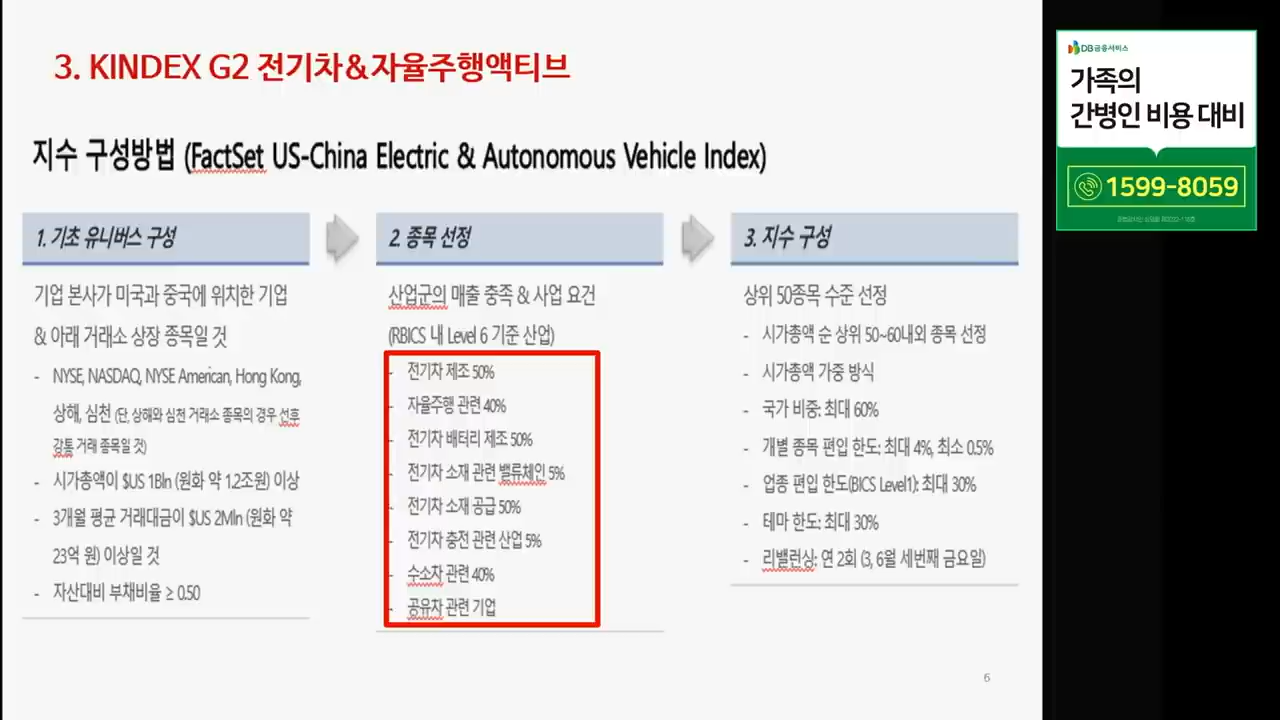 3. KINDEX G2 전기차&자율주행액티브
지수 구성방법 (FactSet US-China Electric & Autonomous Vehicle Index)
1. 기초 유니버스 구성
기업 본사가 미국과 중국에 위치한 기업
& 아래 거래소 상장 종목일 것
- NYSE, NASDAQ, NYSE American, Hong Kong,
상해, 심천 (단, 상해와 심천 거래소 종목의 경우 선후
강통 거래 종목일 것)
- 시가총액이 $US 1Bln (원화 약 1.2조원) 이상
- 3개월 평균 거래대금이 $US 2Mln (원화 약
23억 원) 이상일 것
- 자산대비 부채비율 ≥ 0.50
2. 종목 선정
산업군의 매출 충족 & 사업 요건
(RBICS 내 Level 6 기준 산업)
- 전기차 제조 50%
- 자율주행 관련 40%
- 전기차 배터리 제조 50%
- 전기차 소재 관련 밸류체인 5%
- 전기차 소재 공급 50%
- 전기차 충전 관련 산업 5%
- 수소차 관련 40%
- 공유차 관련 기업
3. 지수 구성
상위 50종목 수준 선정
- 시가총액 순 상위 50~60내외 종목 선정
- 시가총액 가중 방식
- 국가 비중: 최대 60%
- 개별 종목 편입 한도: 최대 4%, 최소 0.5%
- 업종 편입 한도(BICS Level1): 최대 30%
- 테마 한도: 최대 30%
- 리밸런싱: 연 2회 (3, 6월 세번째 금요일)
6
DB금융서비스
가족의
간병인 비용 대비
1599-8059